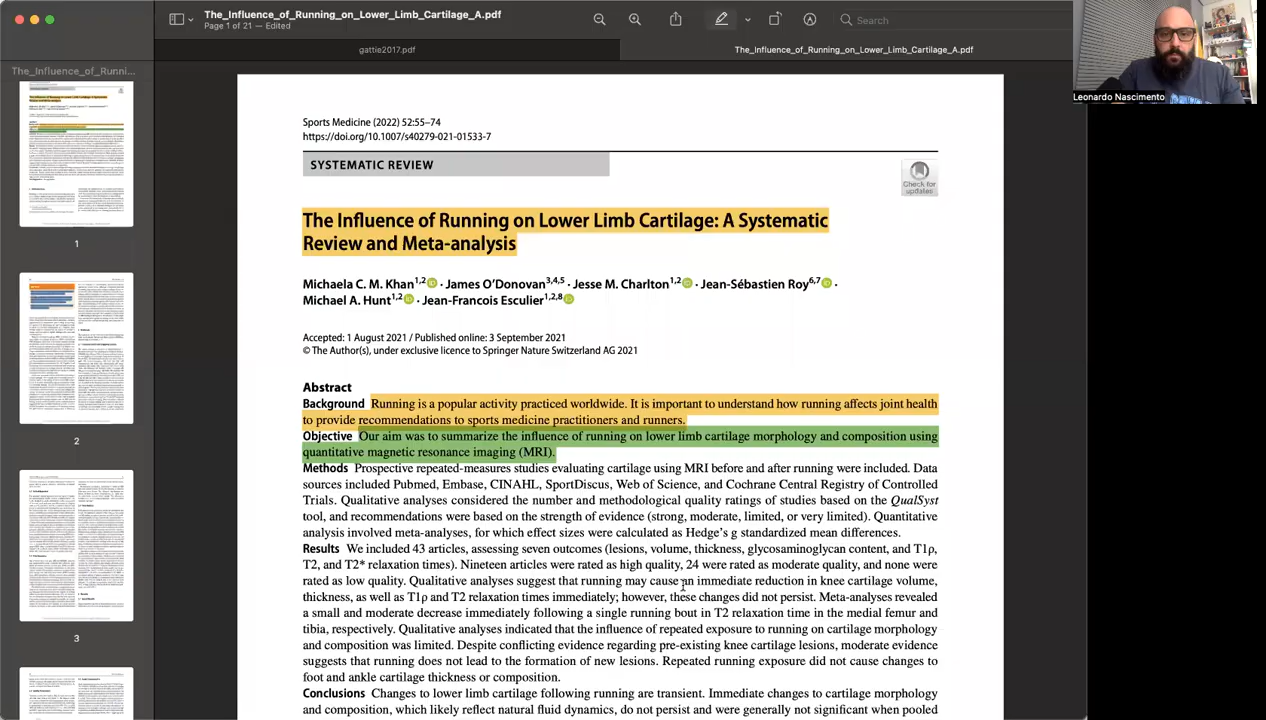 The_Influence_of_Running_on_Lower_Limb_Cartilage_A.pdf
Page 1 of 21 — Edited
Search
gattie2017.pdf
The_Influence_of_Running_on_Lower_Limb_Cartilage_A.pdf
The_Influence_of_Runni...
1
2
3
Leonardo Nascimento
Sports Medicine (2022) 52:55–74
https://doi.org/10.1007/s40279-021-01533-7
SYSTEMATIC REVIEW
Check for
updates
The Influence of Running on Lower Limb Cartilage: A Systematic
Review and Meta-analysis
Michael C. M. Khan1,2 · James O'Donovan3,4,5 · Jesse M. Charlton1,2 · Jean-Sébastien Roy6,7 ·
Michael A. Hunt1,2 · Jean-Francois Esculier1,2,8
Accepted: 1 August 2021 / Published online: 3 September 2021
© The Author(s), under exclusive licence to Springer Nature Switzerland AG 2021
Abstract
Background Running is a popular activity practiced worldwide. It is important to understand how running affects joint health
to provide recommendations to sports medicine practitioners and runners.
Objective Our aim was to summarize the influence of running on lower limb cartilage morphology and composition using
quantitative magnetic resonance imaging (MRI).
Methods Prospective repeated-measures studies evaluating cartilage using MRI before and after running were included. Data
sources included Pubmed, Embase, CINAHL, SportDiscus, Web of Science, and Cochrane Central Registry of Controlled
Trials. Qualitative analyses considered the number and methodological quality ratings of studies based on the QualSyst
tool, and recommendations were based on level of evidence (strong, moderate, limited, very limited). Quantitative
analysis involved meta-analyses, for which effect sizes were calculated as Hedge's g standardized mean differences.
Results We included 43 articles, assessing seven outcomes (lesions, volume, thickness, glycosaminoglycan content, and T1ρ,
T2, and T2* relaxation times). Nineteen articles were rated as high quality, 24 were rated as moderate quality, and none were
rated as low quality. Qualitative analyses suggest that running may cause an immediate reduction in knee cartilage volume,
thickness, as well as T1ρ and T2 relaxation times immediately; however, these changes did not persist. Meta-analyses revealed
a small and moderate decrease immediately following a single running bout in T2 relaxation time in the medial femur and
tibia, respectively. Qualitative analyses indicated that the influence of repeated exposure to running on cartilage morphology
and composition was limited. Despite conflicting evidence regarding pre-existing knee cartilage lesions, moderate evidence
suggests that running does not lead to the formation of new lesions. Repeated running exposure did not cause changes to
knee cartilage thickness or composition.
Conclusions Changes to lower limb cartilage following running are transient. Immediate changes to cartilage morphology
and composition, which likely reflect natural fluid dynamics, do not persist and were generally not significant when pooled